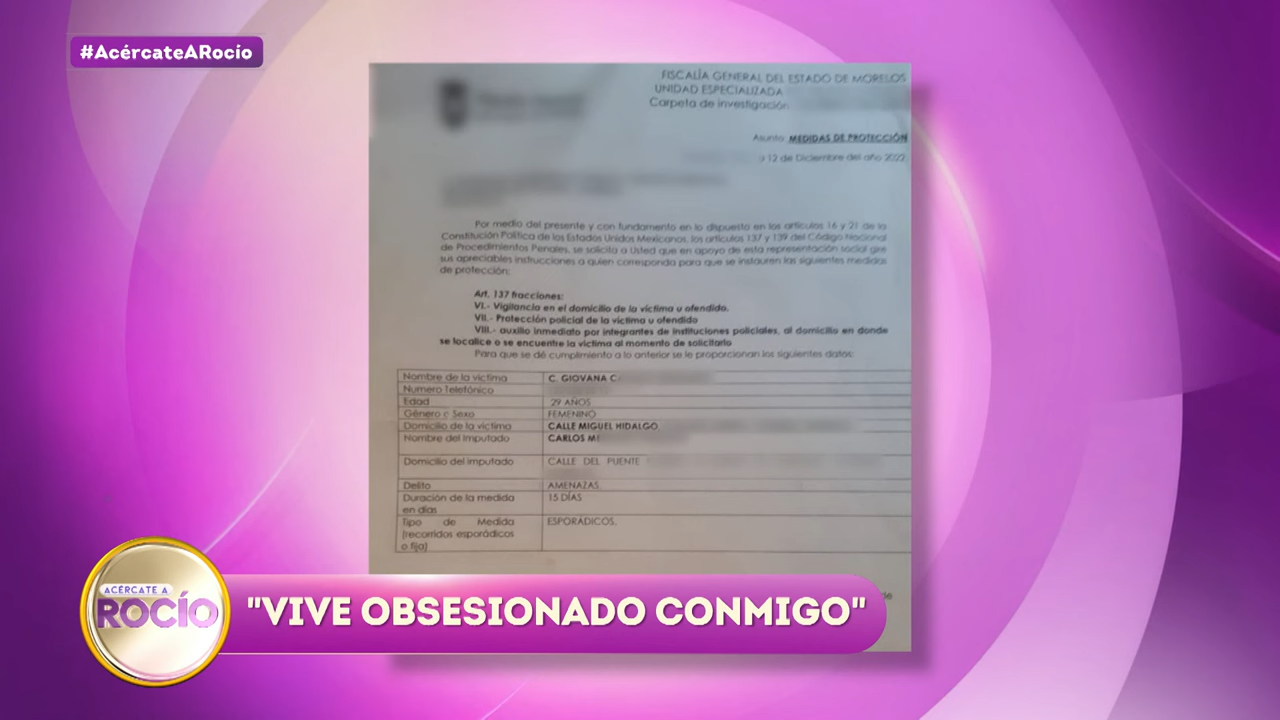 #AcércateARocío
FISCALÍA GENERAL DEL ESTADO DE MORELOS
UNIDAD ESPECIALIZADA
Carpeta de investigación
Asunto: MEDIDAS DE PROTECCIÓN
a 12 de Diciembre del año 2022
Por medio del presente y con fundamento en lo dispuesto en los artículos 16 y 21 de la
Constitución Política de los Estados Unidos Mexicanos, los artículos 137 y 139 del Código Nacional
de Procedimientos Penales, se solicita a Usted que en apoyo de esta representación social gire
sus apreciables instrucciones a quien corresponda para que se instauren las siguientes medidas
de protección:
Art. 137 fracciones:
VI.- Vigilancia en el domicilio de la víctima u ofendido.
VII.- Protección policial de la víctima u ofendido
VIII.- auxilio inmediato por integrantes de instituciones policiales, al domicilio en donde
se localice o se encuentre la víctima al momento de solicitarlo
Para que se dé cumplimiento a lo anterior se le proporcionan los siguientes datos:
Nombre de la víctima C. GIOVANA C.
Numero Telefónico
Edad 29 AÑOS
Género o Sexo FEMENINO
Domicilio de la víctima CALLE MIGUEL HIDALGO
Nombre del imputado CARLOS M
Domicilio del imputado CALLE DEL PUENTE
Delito AMENAZAS.
Duración de la medida 15 DÍAS
en días
Tipo de Medida ESPORÁDICOS.
(recorridos esporádicos
o fija)
de
ACÉRCATE A
ROCÍO
"VIVE OBSESIONADO CONMIGO"